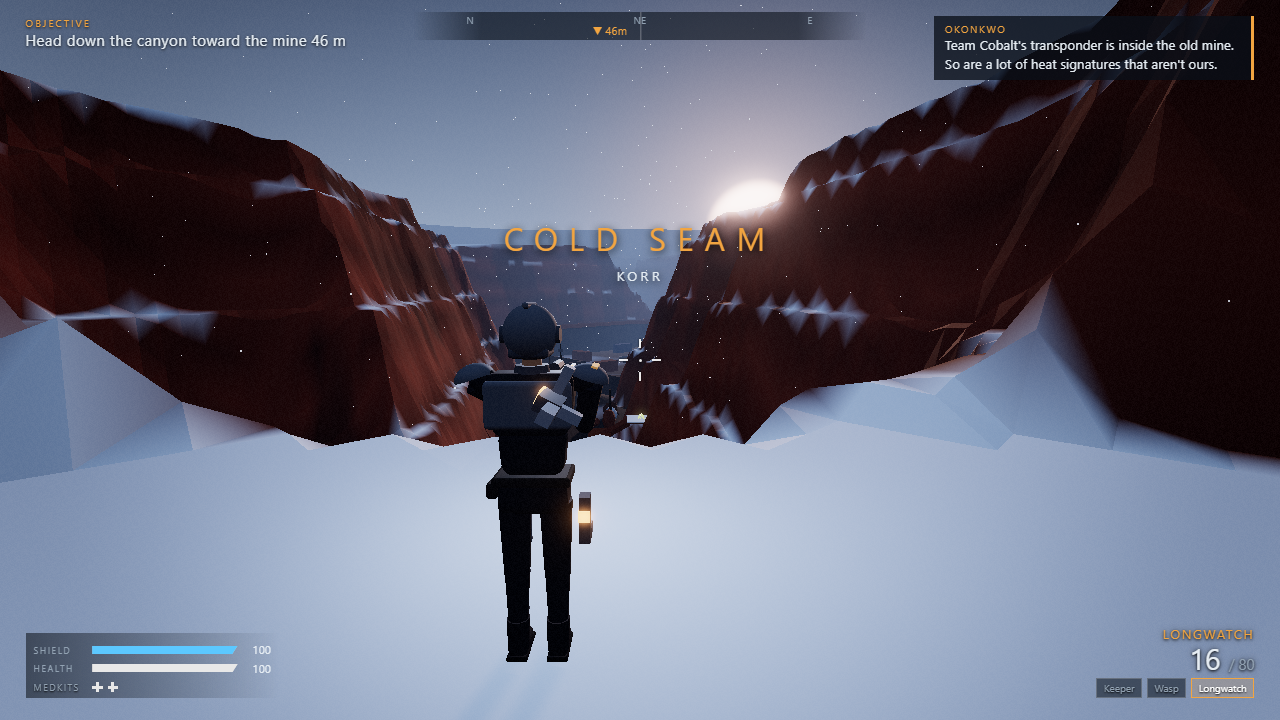 OBJECTIVE
Head down the canyon toward the mine 46 m
N
NE
E
46m
OKONKWO
Team Cobalt's transponder is inside the old mine.
So are a lot of heat signatures that aren't ours.
COLD SEAM
KORR
SHIELD 100
HEALTH 100
MEDKITS
LONGWATCH
16 / 80
Keeper Wasp Longwatch